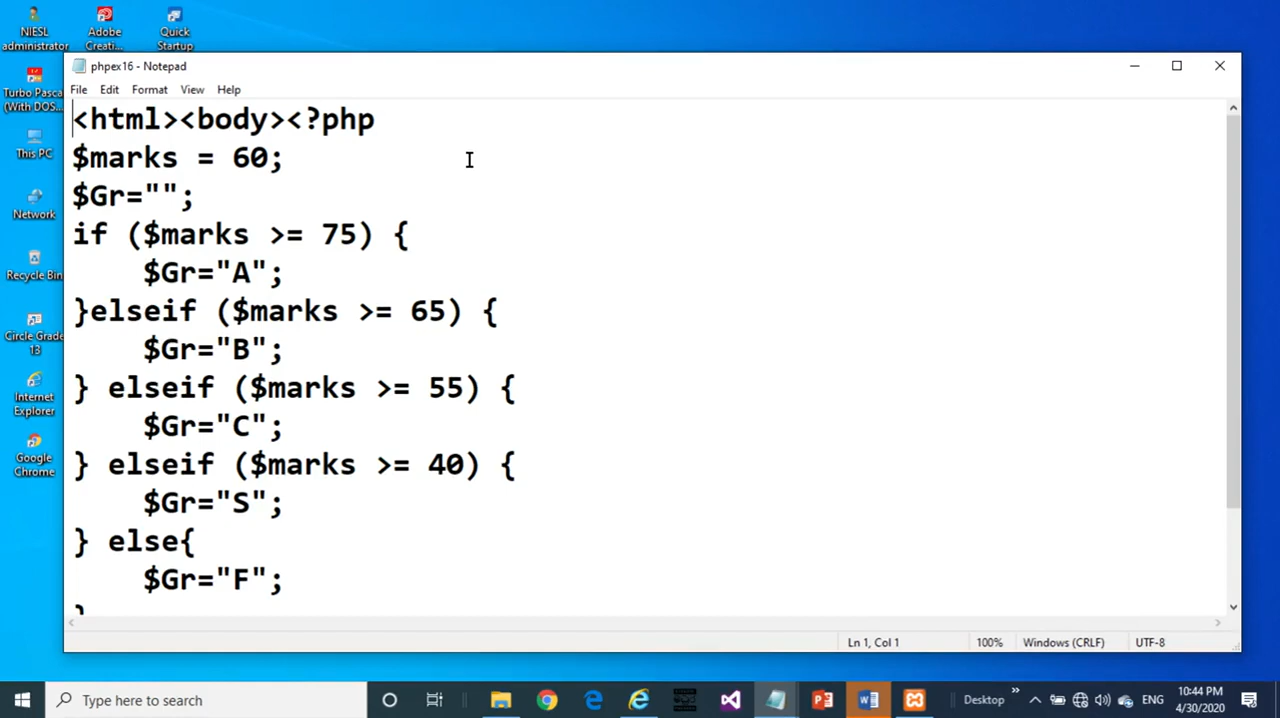 NIESL
administrator
Adobe
Creati...
Quick
Startup
Turbo Pasca
(With DOS...
This PC
Network
Recycle Bin
Circle Grade
13
Internet
Explorer
Google
Chrome
phpex16 - Notepad
File Edit Format View Help
<html><body><?php
$marks = 60;
$Gr="";
if ($marks >= 75) {
$Gr="A";
}elseif ($marks >= 65) {
$Gr="B";
} elseif ($marks >= 55) {
$Gr="C";
} elseif ($marks >= 40) {
$Gr="S";
} else{
$Gr="F";
}
Ln 1, Col 1 100% Windows (CRLF) UTF-8
Type here to search
Desktop
ENG
10:44 PM
4/30/2020